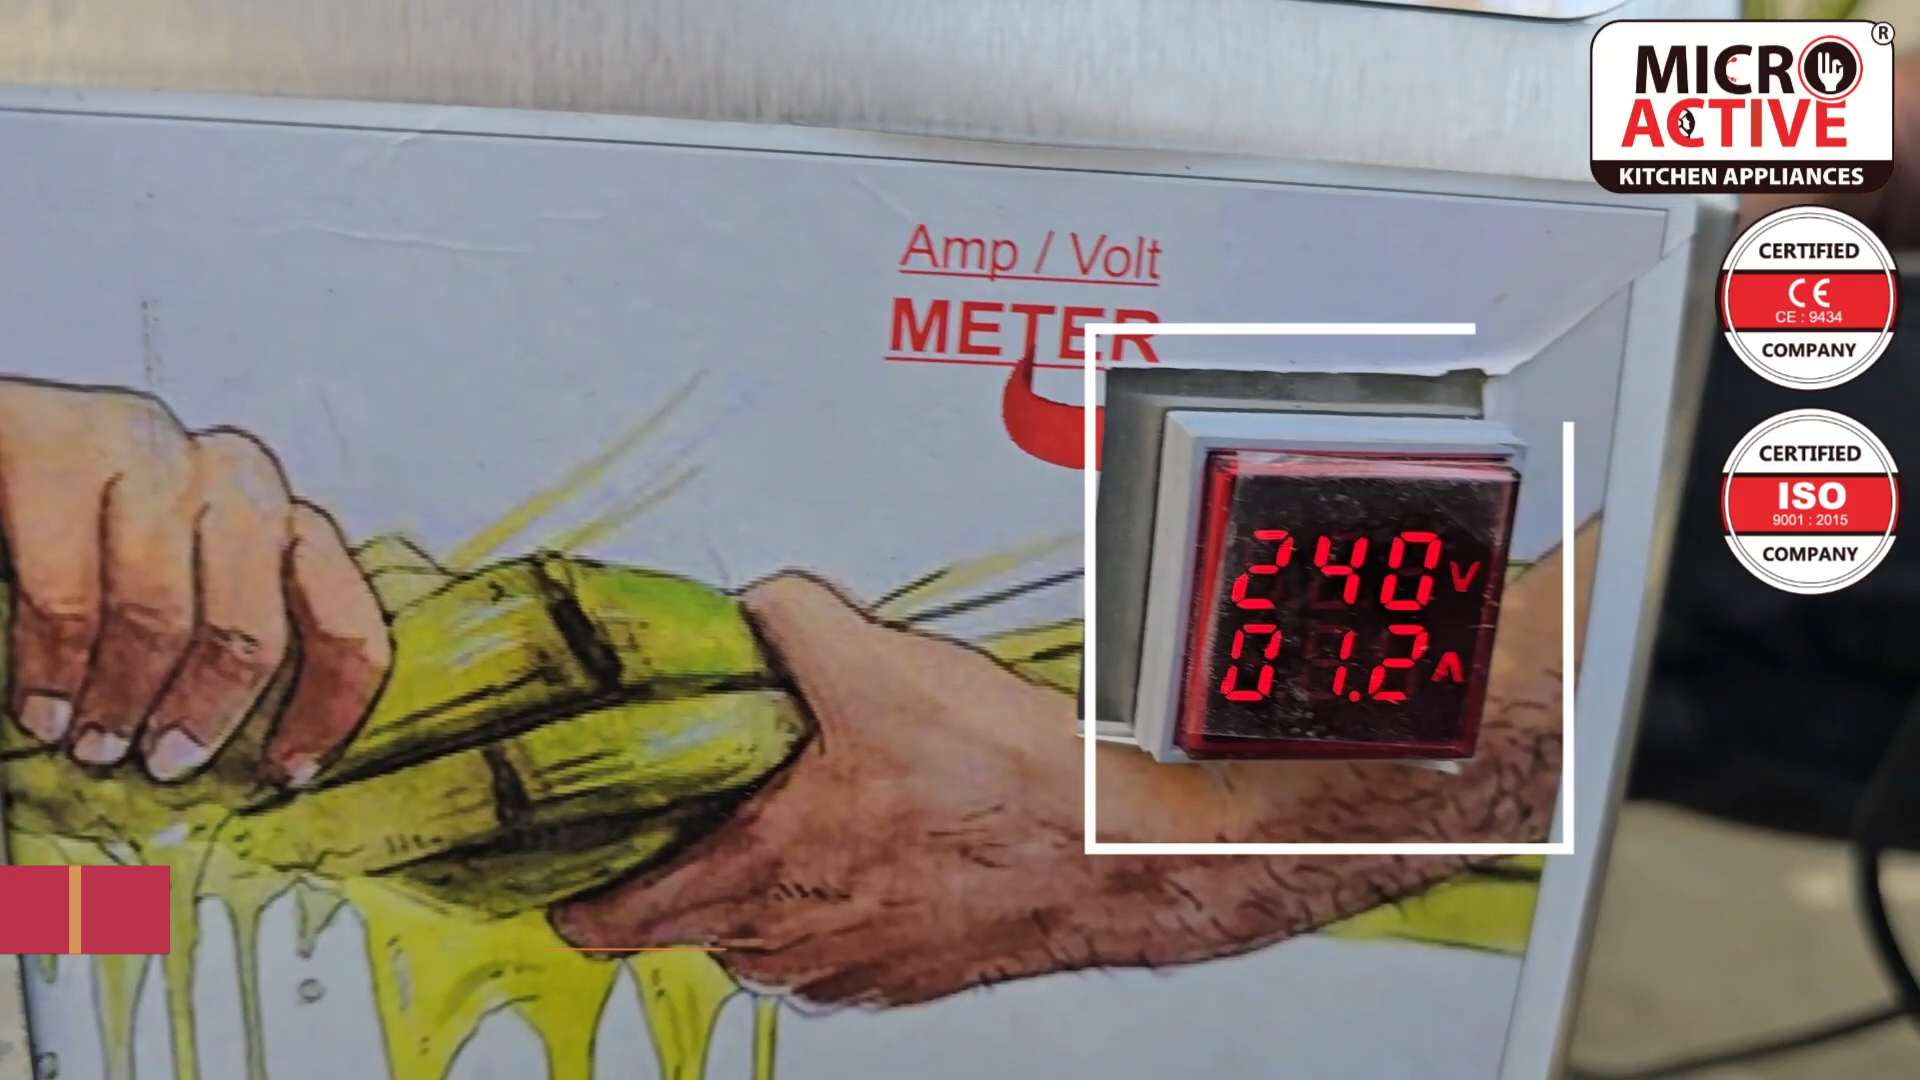 Amp / Volt
METER
240 V
01.2 A
MICRO
ACTIVE
®
KITCHEN APPLIANCES
CERTIFIED
CE
CE : 9434
COMPANY
CERTIFIED
ISO
9001 : 2015
COMPANY